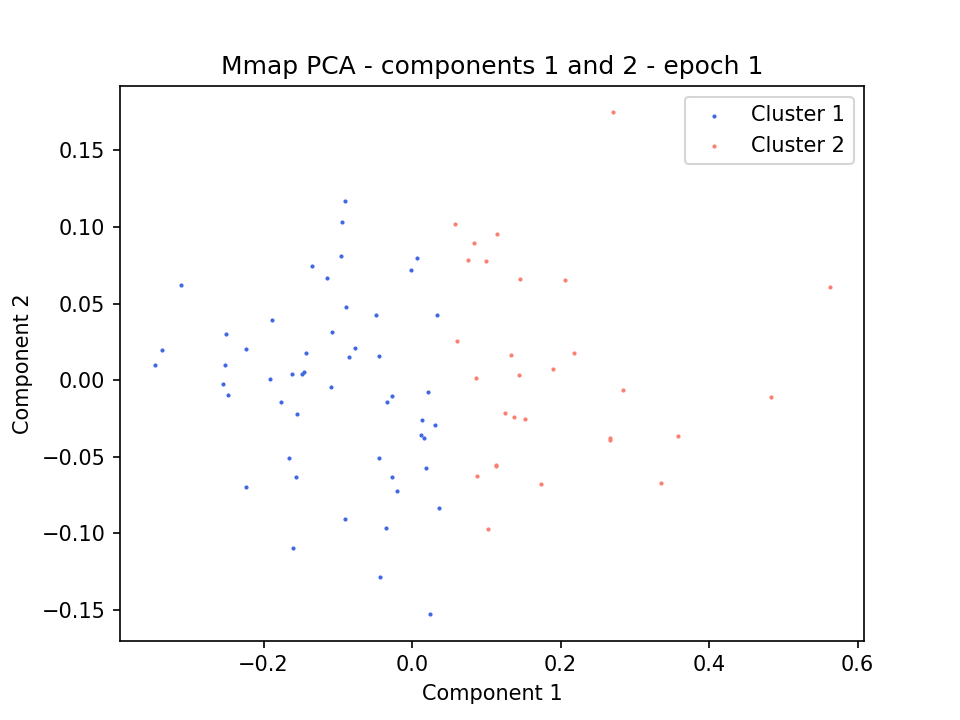 Mmap PCA - components 1 and 2 - epoch 1
Cluster 1
Cluster 2
0.15
0.10
0.05
0.00
−0.05
−0.10
−0.15
Component 2
−0.2
0.0
0.2
0.4
0.6
Component 1